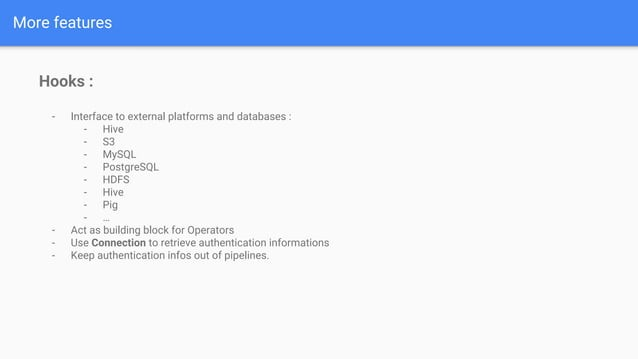 More features
Hooks :
- Interface to external platforms and databases :
- Hive
- S3
- MySQL
- PostgreSQL
- HDFS
- Hive
- Pig
- ...
- Act as building block for Operators
- Use Connection to retrieve authentication informations
- Keep authentication infos out of pipelines.